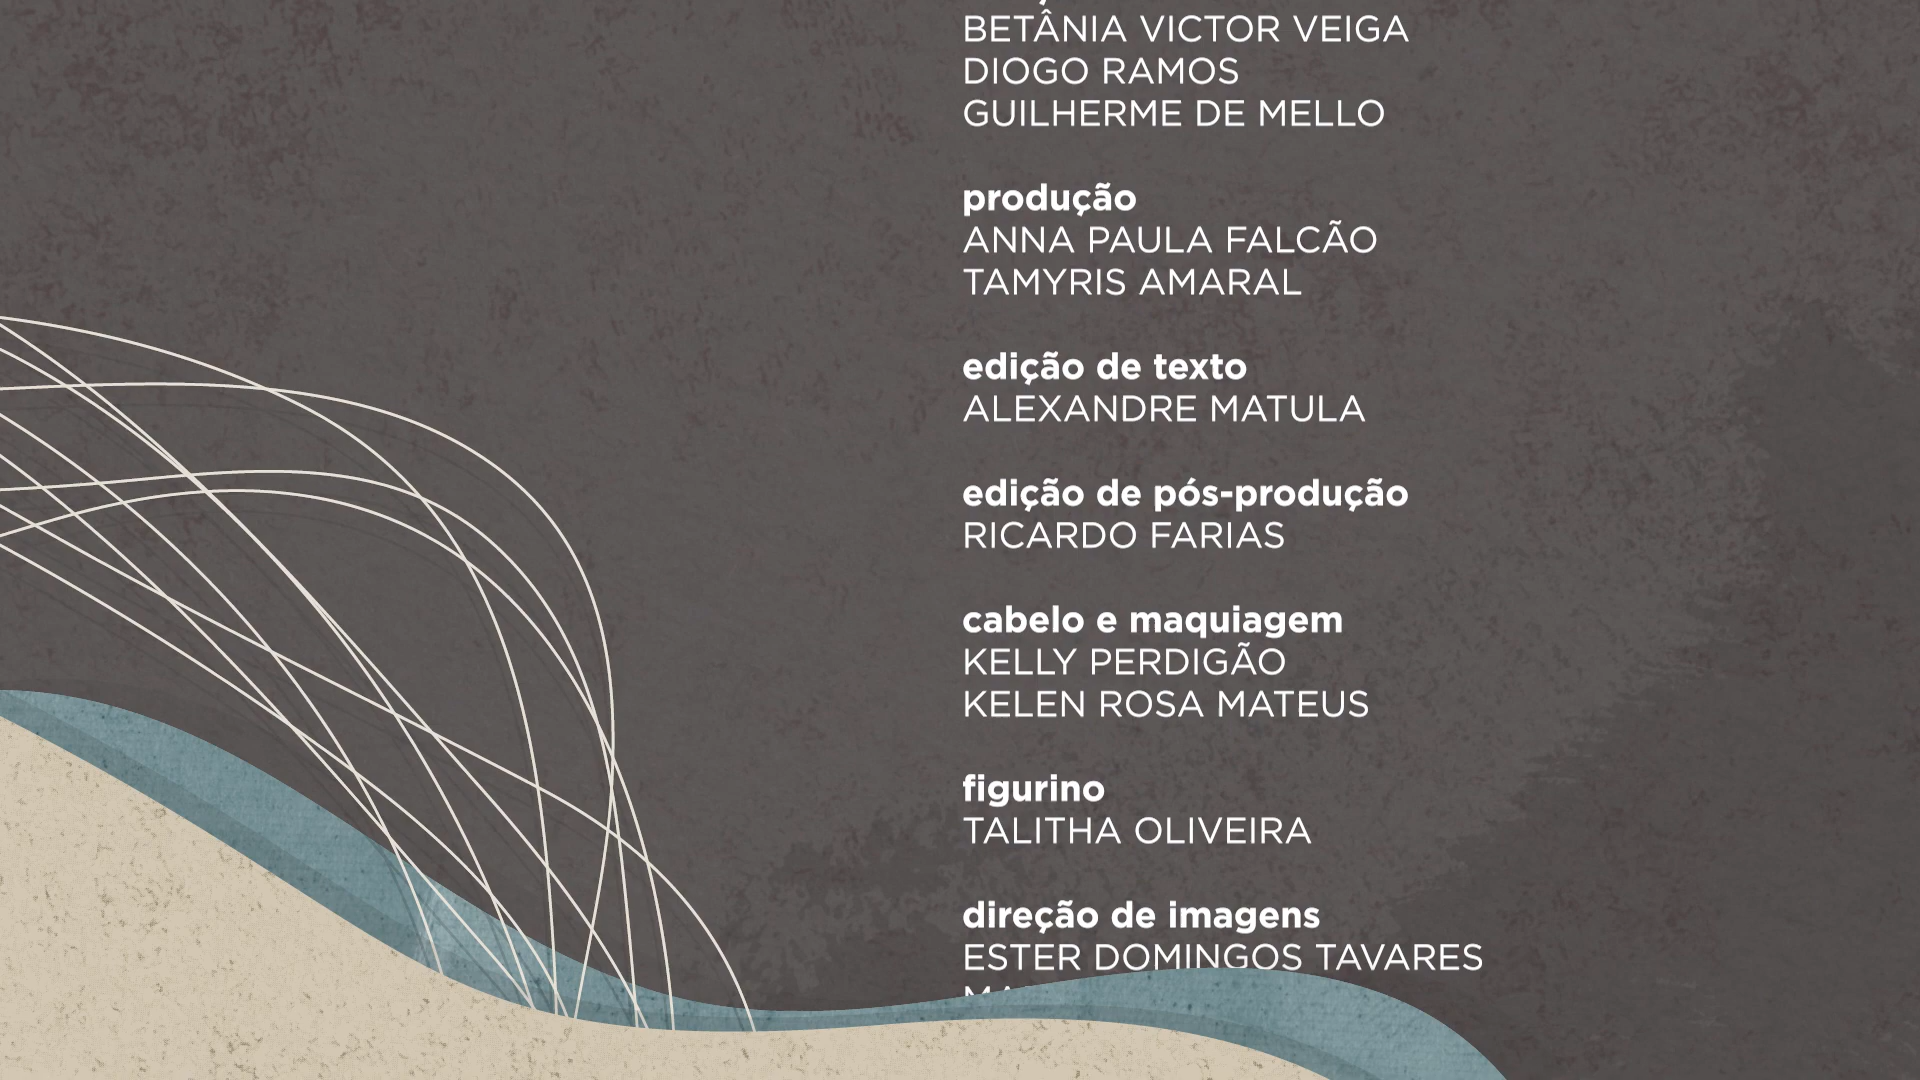 BETÂNIA VICTOR VEIGA
DIOGO RAMOS
GUILHERME DE MELLO
produção
ANNA PAULA FALCÃO
TAMYRIS AMARAL
edição de texto
ALEXANDRE MATULA
edição de pós-produção
RICARDO FARIAS
cabelo e maquiagem
KELLY PERDIGÃO
KELEN ROSA MATEUS
figurino
TALITHA OLIVEIRA
direção de imagens
ESTER DOMINGOS TAVARES